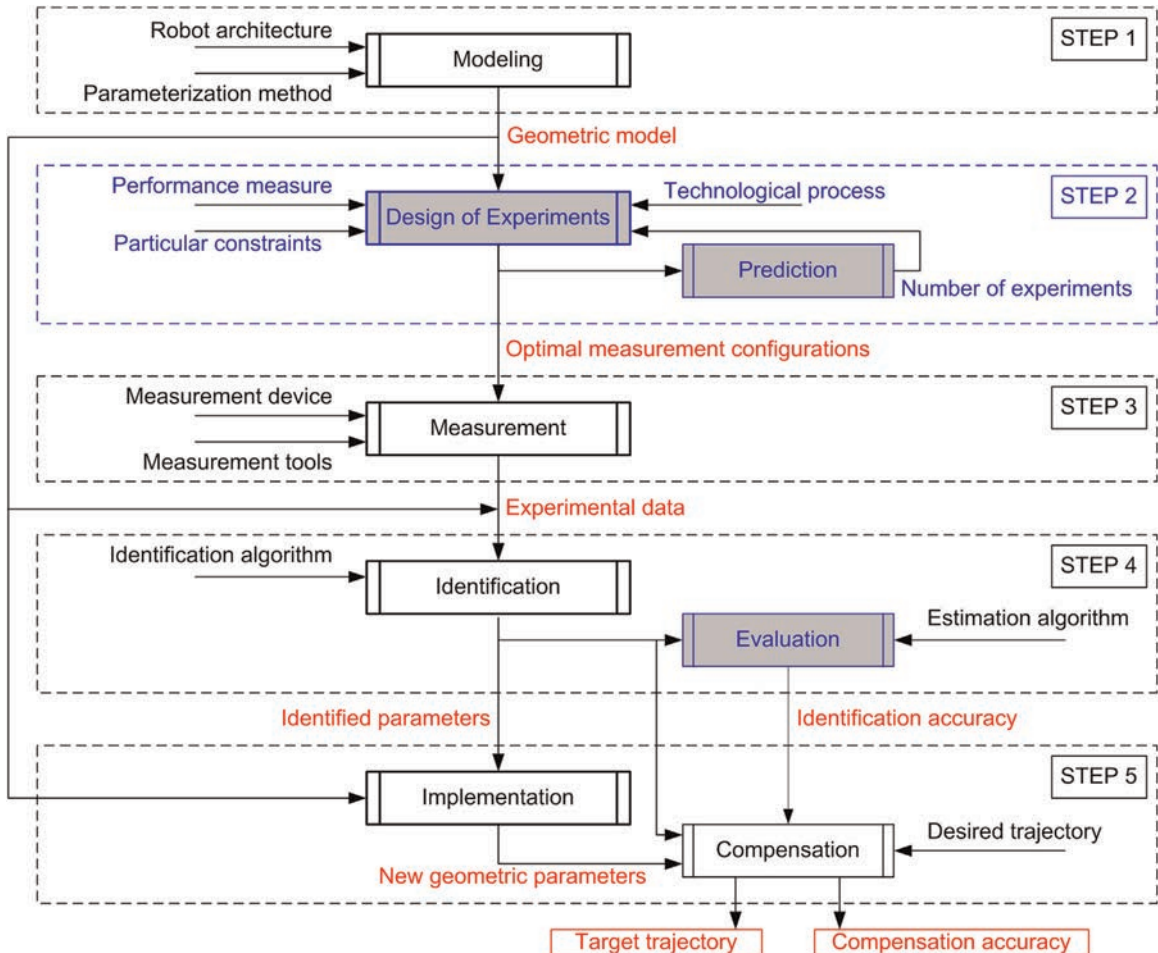 Robot architecture
STEP 1
Modeling
Parameterization method
Geometric model
Performance measure
Technological process
STEP 2
Design of Experiments
Particular constraints
Prediction
Number of experiments
Optimal measurement configurations
Measurement device
STEP 3
Measurement
Measurement tools
Experimental data
Identification algorithm
STEP 4
Identification
Estimation algorithm
Evaluation
Identified parameters
Identification accuracy
STEP 5
Implementation
Desired trajectory
Compensation
New geometric parameters
Target trajectory
Compensation accuracy